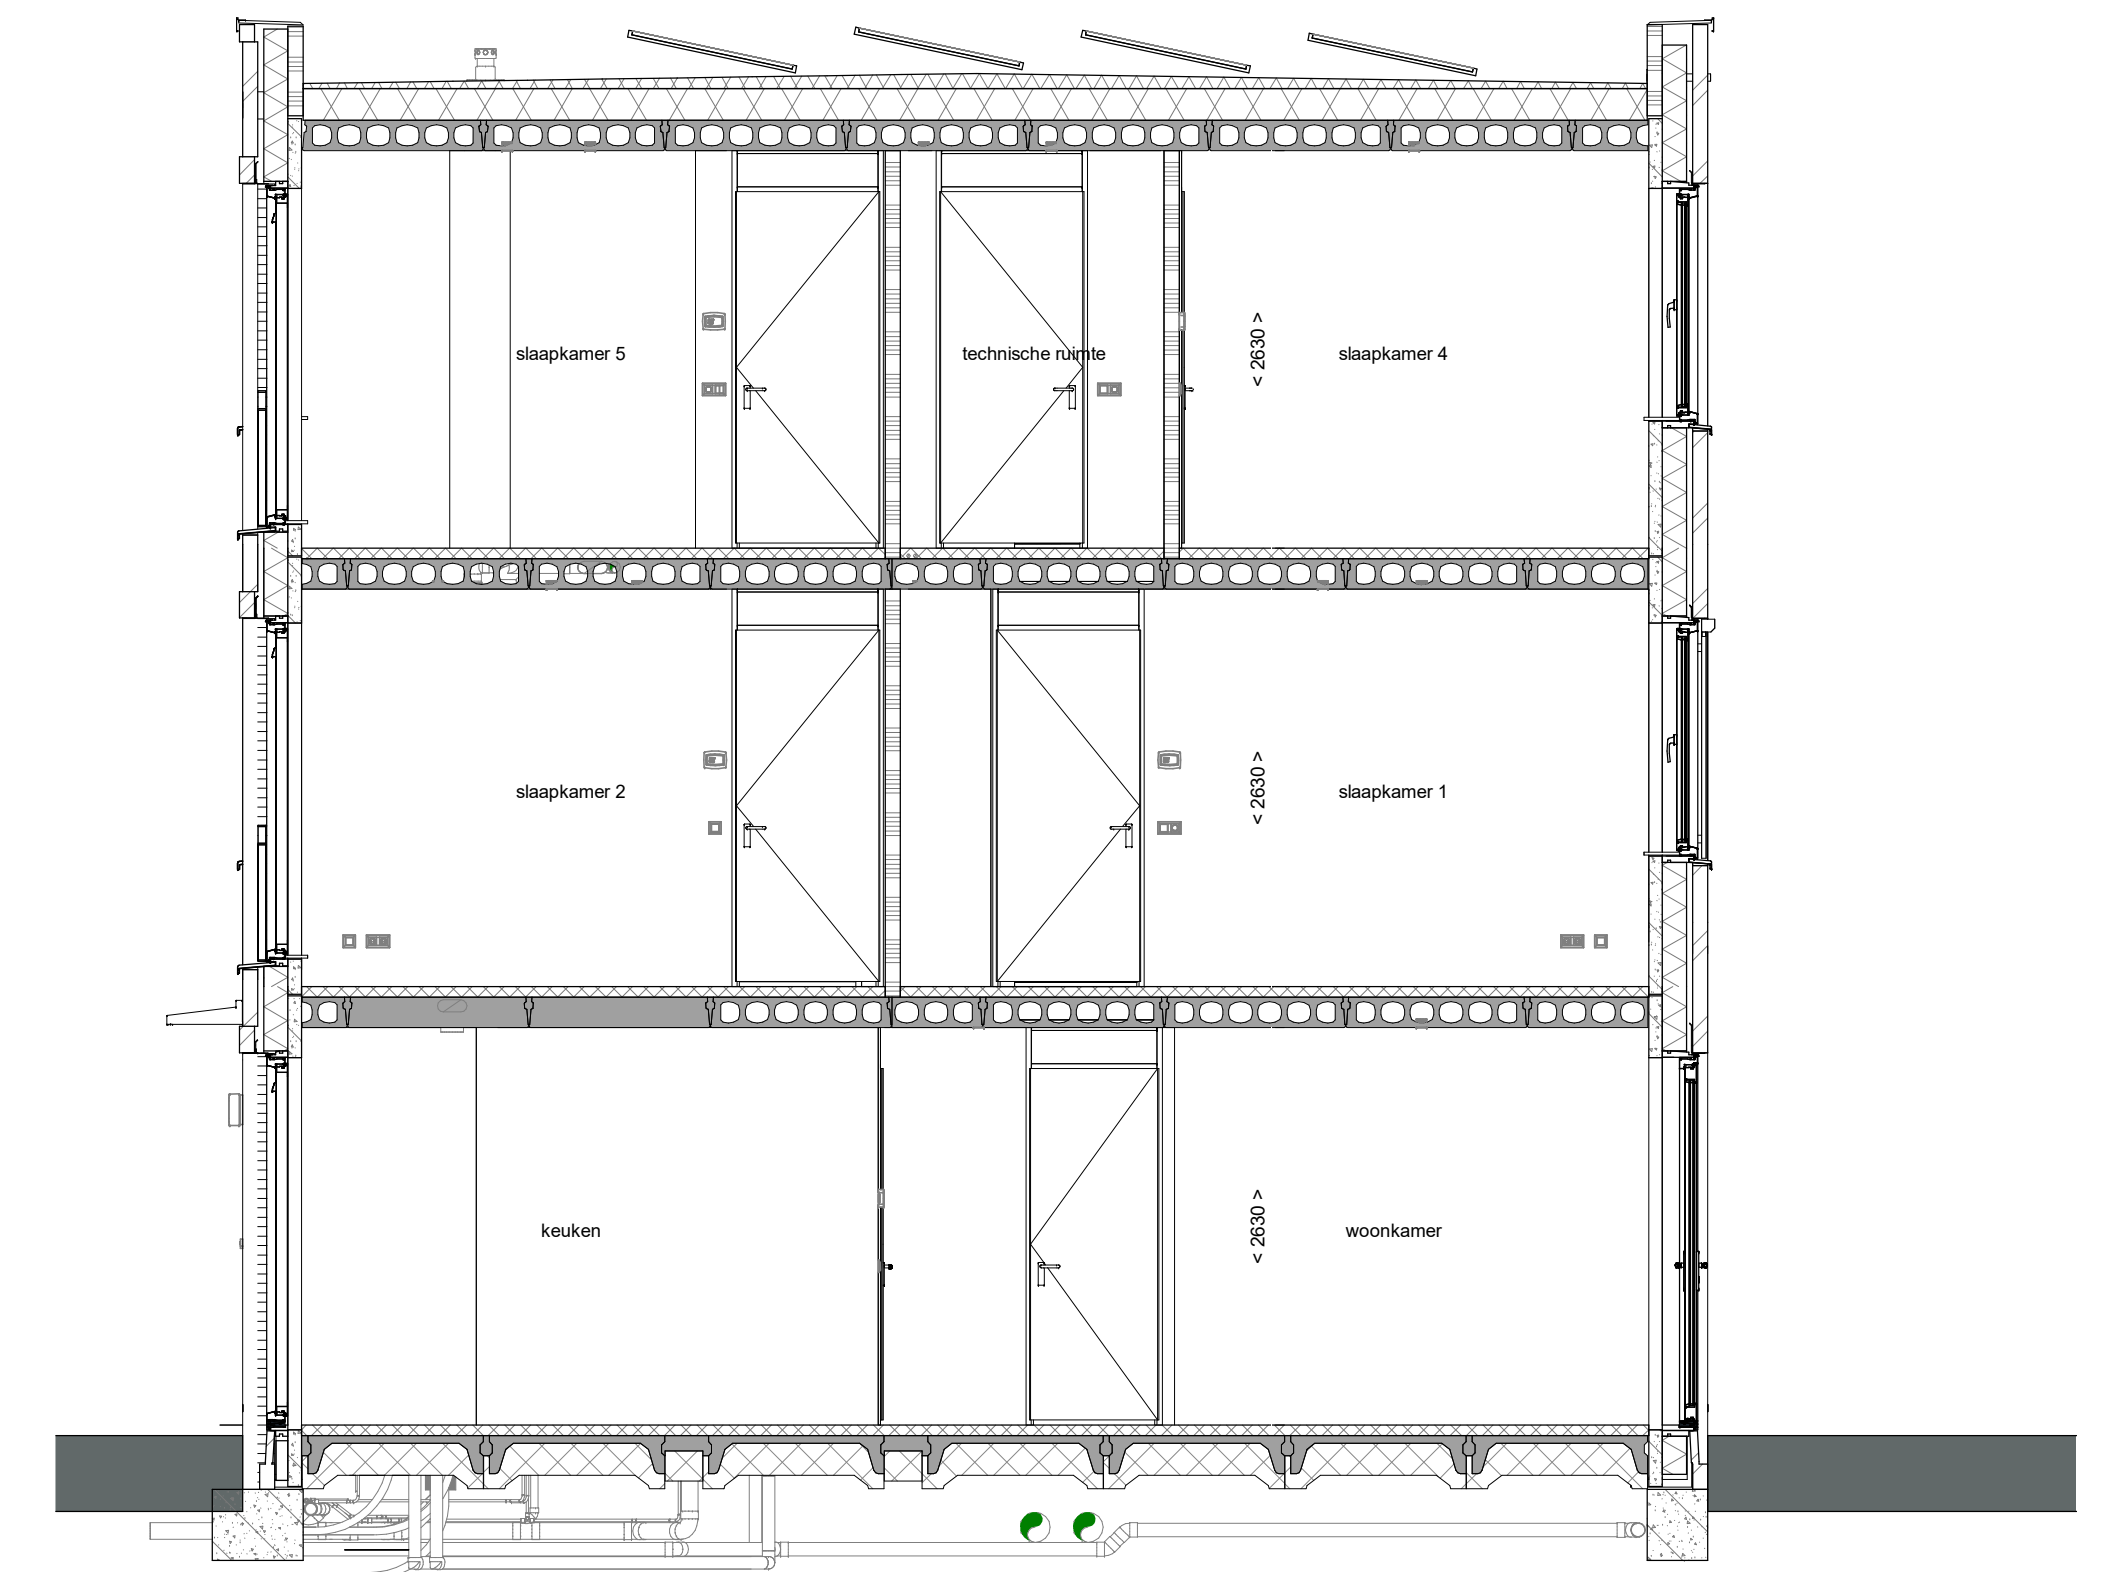 slaapkamer 5
technische ruimte
< 2630 >
slaapkamer 4
slaapkamer 2
< 2630 >
slaapkamer 1
keuken
< 2630 >
woonkamer